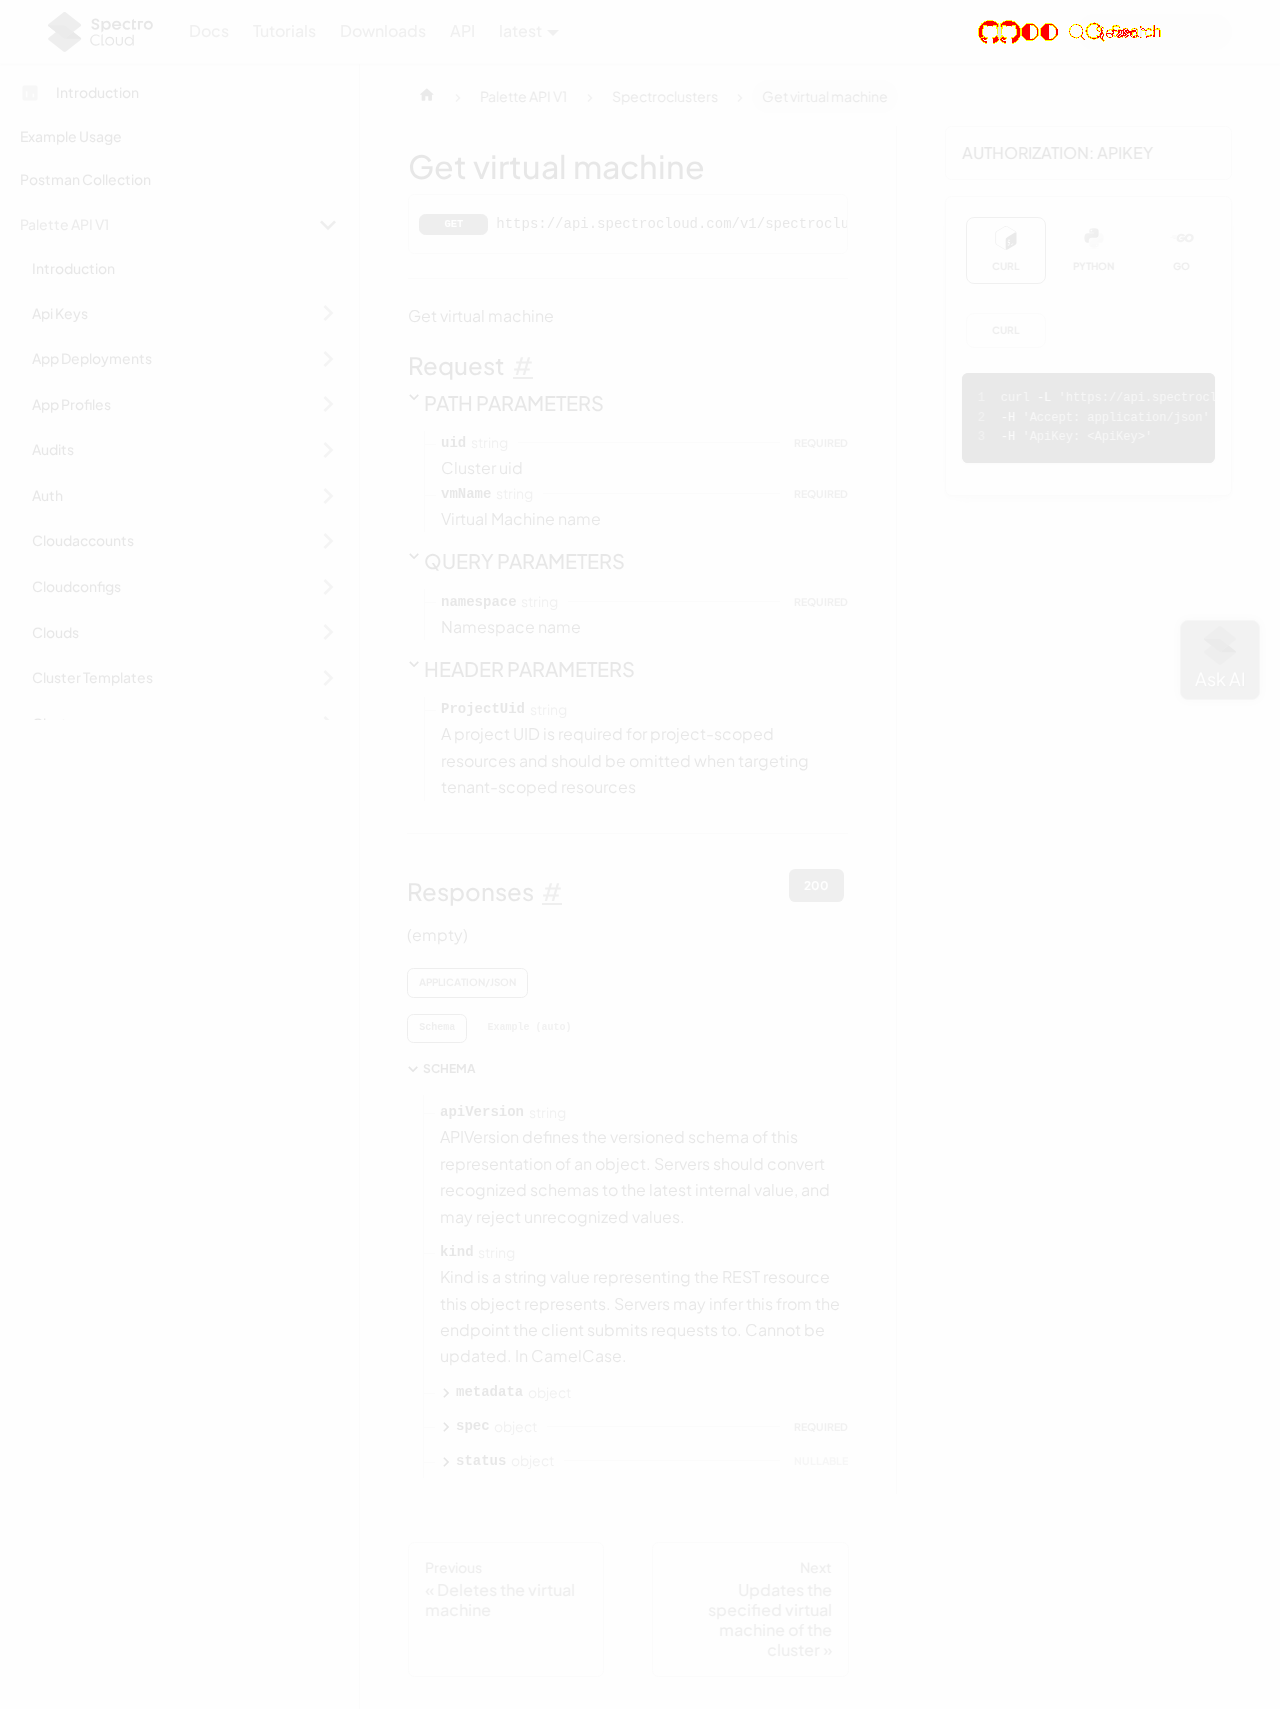 Spectro
Cloud
Docs
Tutorials
Downloads
API
latest
Introduction
Example Usage
Postman Collection
Palette API V1
Introduction
Api Keys
App Deployments
App Profiles
Audits
Auth
Cloudaccounts
Cloudconfigs
Clouds
Cluster Templates
Palette API V1
Spectroclusters
Get virtual machine
Get virtual machine
GET https://api.spectrocloud.com/v1/spectroclu
Get virtual machine
Request #
PATH PARAMETERS
uid string REQUIRED
Cluster uid
vmName string REQUIRED
Virtual Machine name
QUERY PARAMETERS
namespace string REQUIRED
Namespace name
HEADER PARAMETERS
ProjectUid string
A project UID is required for project-scoped
resources and should be omitted when targeting
tenant-scoped resources
Responses #
200
(empty)
APPLICATION/JSON
Schema
Example (auto)
SCHEMA
apiVersion string
APIVersion defines the versioned schema of this
representation of an object. Servers should convert
recognized schemas to the latest internal value, and
may reject unrecognized values.
kind string
Kind is a string value representing the REST resource
this object represents. Servers may infer this from the
endpoint the client submits requests to. Cannot be
updated. In CamelCase.
metadata object
spec object REQUIRED
status object NULLABLE
Previous
« Deletes the virtual
machine
Next
Updates the
specified virtual
machine of the
cluster »
AUTHORIZATION: APIKEY
CURL
PYTHON
GO
CURL
1 curl -L 'https://api.spectrocl
2 -H 'Accept: application/json'
3 -H 'ApiKey: <ApiKey>'
Ask AI